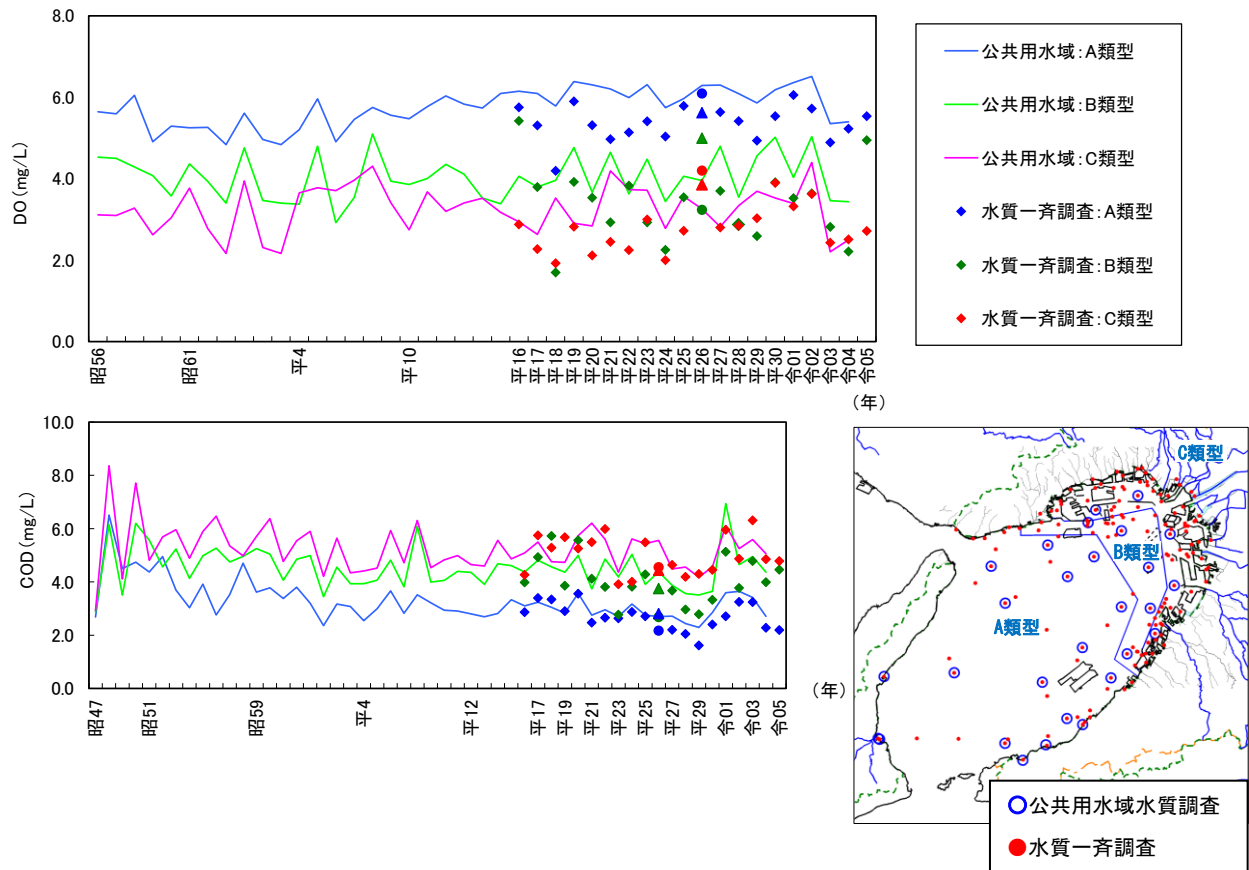 DO(mg/L)
8.0
6.0
4.0
2.0
0.0
昭56
昭61
平4
平10
平16
平17
平18
平19
平20
平21
平22
平23
平24
平25
平26
平27
平28
平29
平30
令01
令02
令03
令04
令05
(年)
公共用水域:A類型
公共用水域:B類型
公共用水域:C類型
水質一斉調査:A類型
水質一斉調査:B類型
水質一斉調査:C類型
COD(mg/L)
10.0
8.0
6.0
4.0
2.0
0.0
昭47
昭51
昭59
平4
平12
平17
平19
平21
平23
平25
平27
平29
令01
令03
令05
(年)
C類型
B類型
A類型
公共用水域水質調査
水質一斉調査